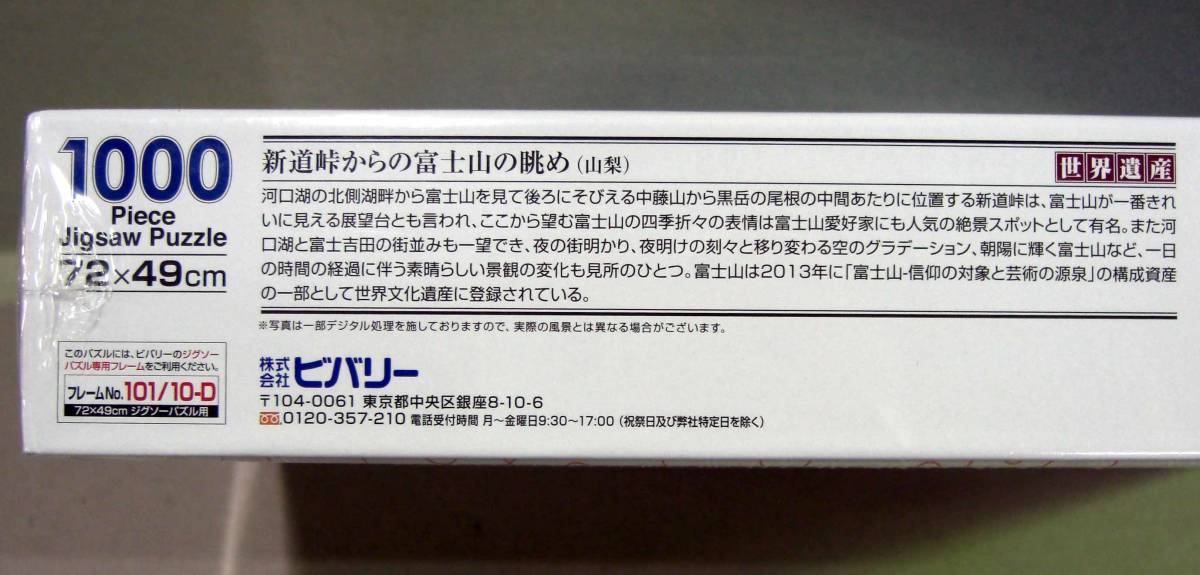 1000
Piece
Jigsaw Puzzle
72×49cm
このパズルには、ビバリーのジグソー
パズル専用フレームをご利用ください。
フレームNo.101/10-D
72×49cm ジグソーパズル用
新道峠からの富士山の眺め(山梨)
世界遺産
河口湖の北側湖畔から富士山を見て後ろにそびえる中藤山から黒岳の尾根の中間あたりに位置する新道峠は、富士山が一番きれ
いに見える展望台とも言われ、ここから望む富士山の四季折々の表情は富士山愛好家にも人気の絶景スポットとして有名。また河
口湖と富士吉田の街並みも一望でき、夜の街明かり、夜明けの刻々と移り変わる空のグラデーション、朝陽に輝く富士山など、一日
の時間の経過に伴う素晴らしい景観の変化も見所のひとつ。富士山は2013年に「富士山-信仰の対象と芸術の源泉」の構成資産
の一部として世界文化遺産に登録されている。
※写真は一部デジタル処理を施しておりますので、実際の風景とは異なる場合がございます。
株式会社ビバリー
〒104-0061 東京都中央区銀座8-10-6
0120-357-210 電話受付時間 月~金曜日9:30~17:00(祝祭日及び弊社特定日を除く)